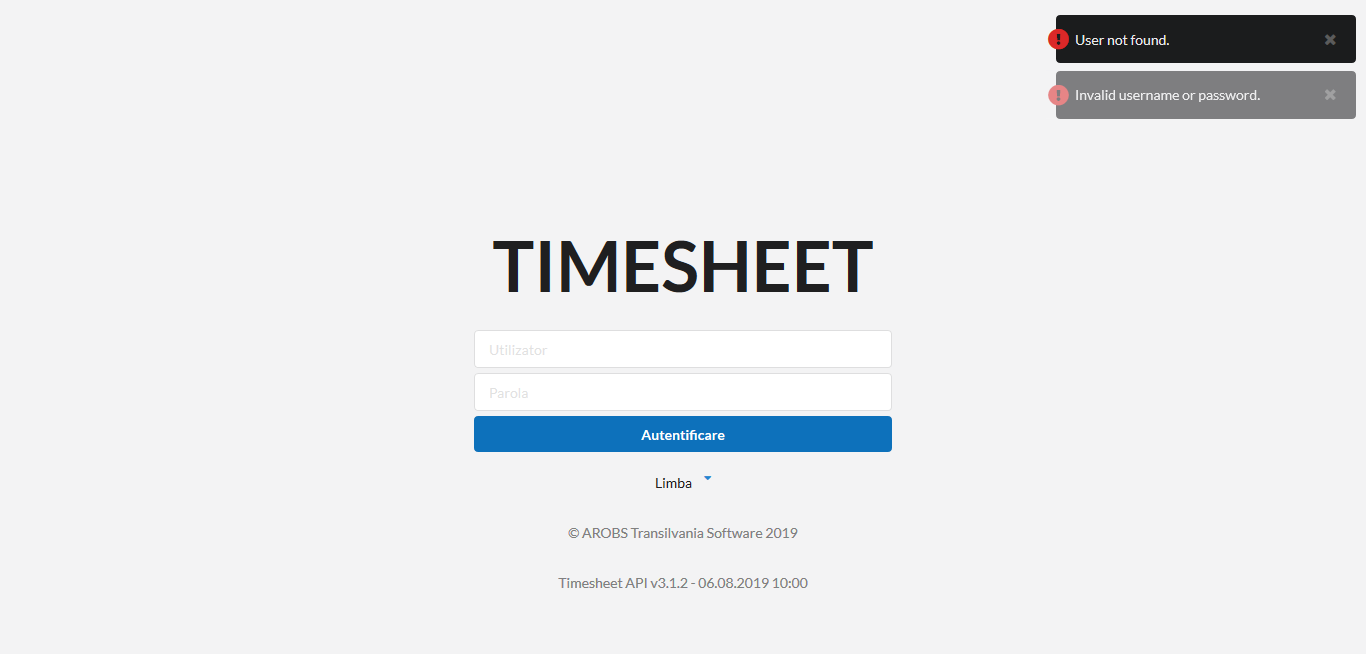 User not found.
Invalid username or password.
TIMESHEET
Utilizator
Parola
Autentificare
Limba
© AROBS Transilvania Software 2019
Timesheet API v3.1.2 - 06.08.2019 10:00